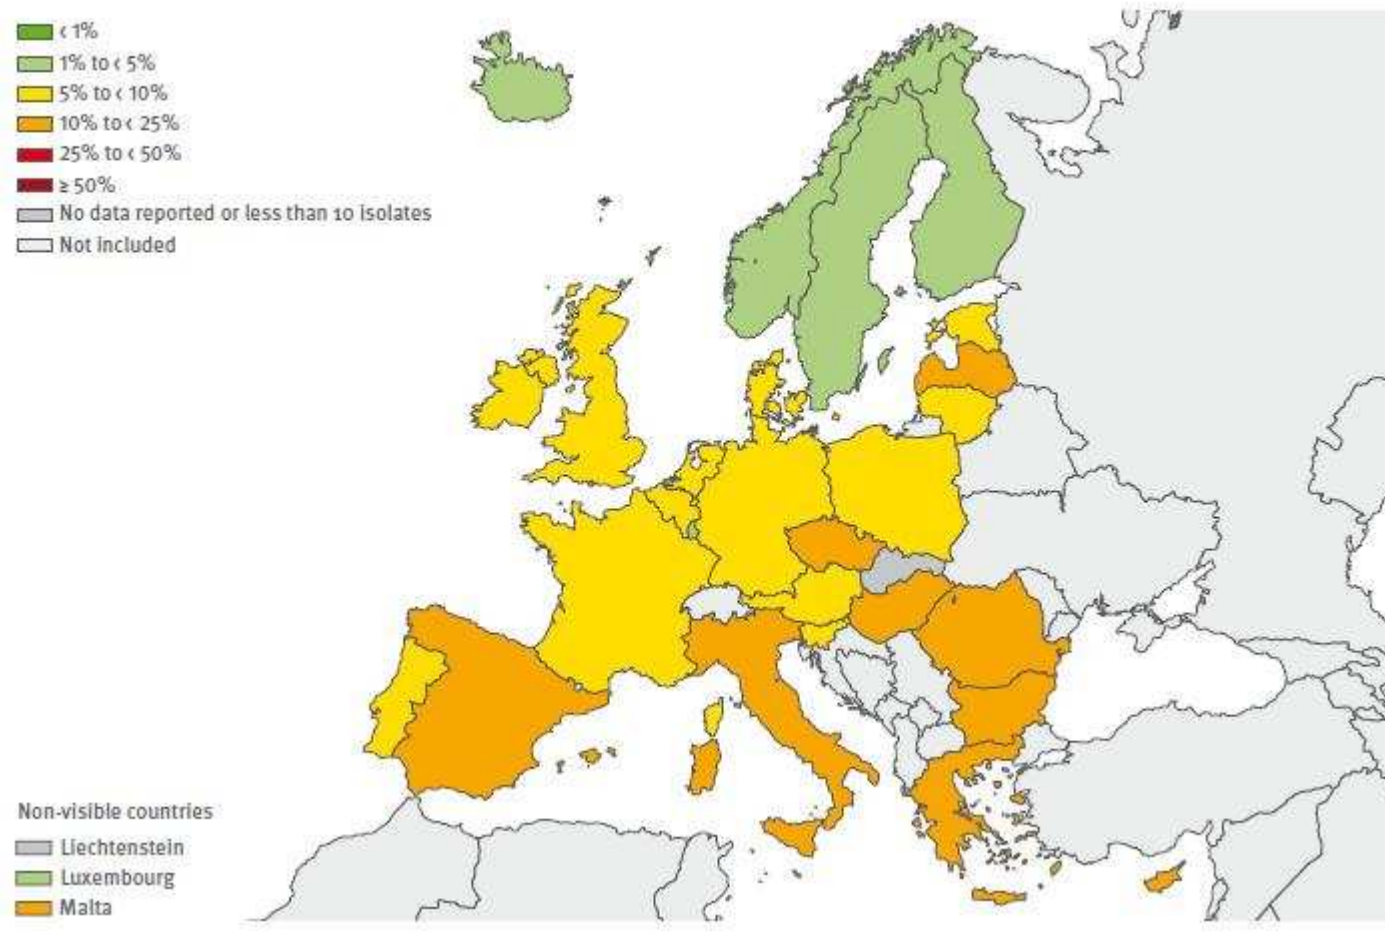 < 1%
1% to < 5%
5% to < 10%
10% to < 25%
25% to < 50%
≥ 50%
No data reported or less than 10 isolates
Not included
Non-visible countries
Liechtenstein
Luxembourg
Malta